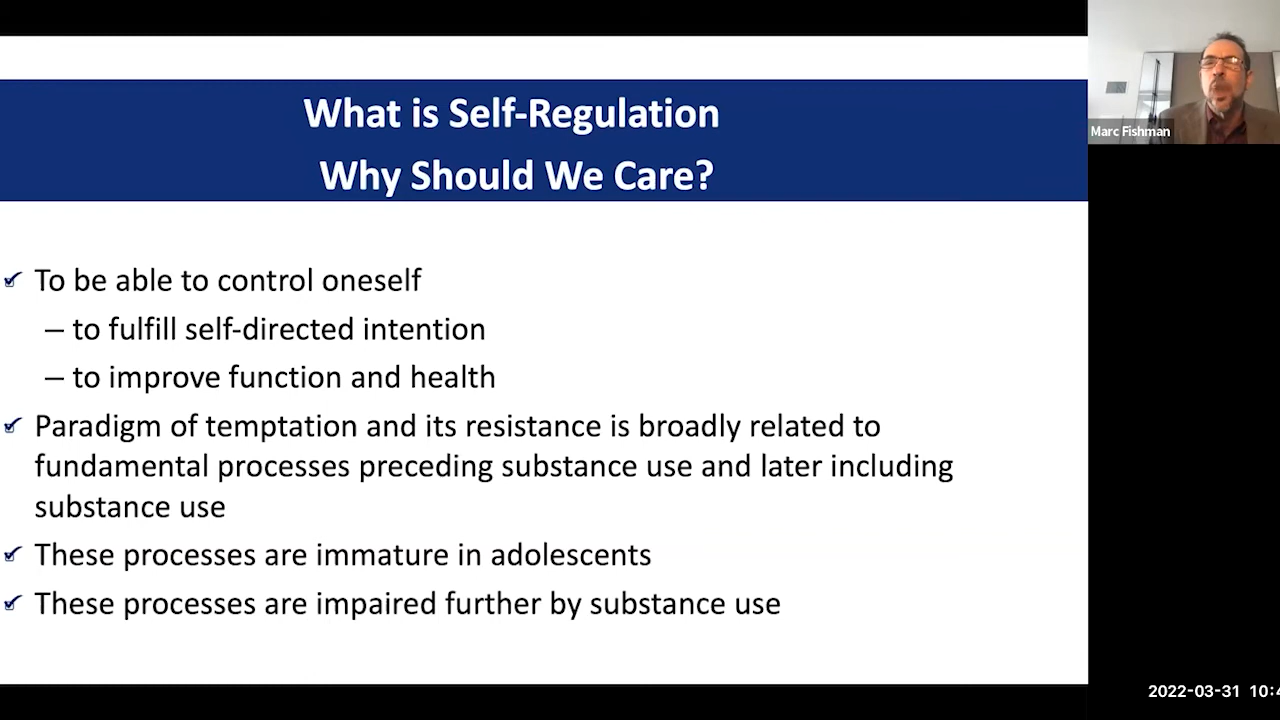 What is Self-Regulation
Why Should We Care?
To be able to control oneself
– to fulfill self-directed intention
– to improve function and health
Paradigm of temptation and its resistance is broadly related to
fundamental processes preceding substance use and later including
substance use
These processes are immature in adolescents
These processes are impaired further by substance use
Marc Fishman
2022-03-31 10:4